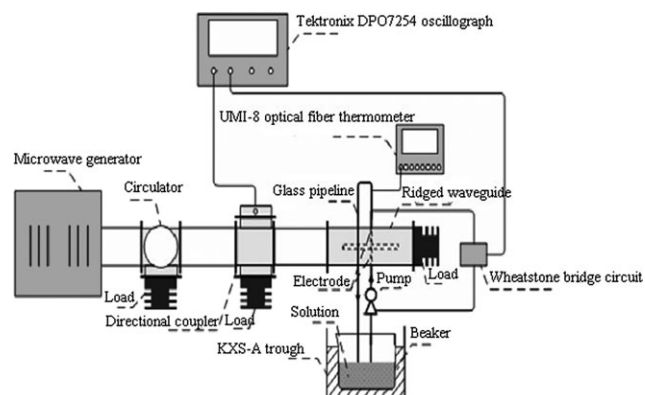 Tektronix DPO7254 oscillograph
UMI-8 optical fiber thermometer
Microwave generator
Circulator
Glass pipeline
Ridged waveguide
Load
Directional coupler
Load
Electrode
Pump
Load
Wheatstone bridge circuit
Solution
Beaker
KXS-A trough